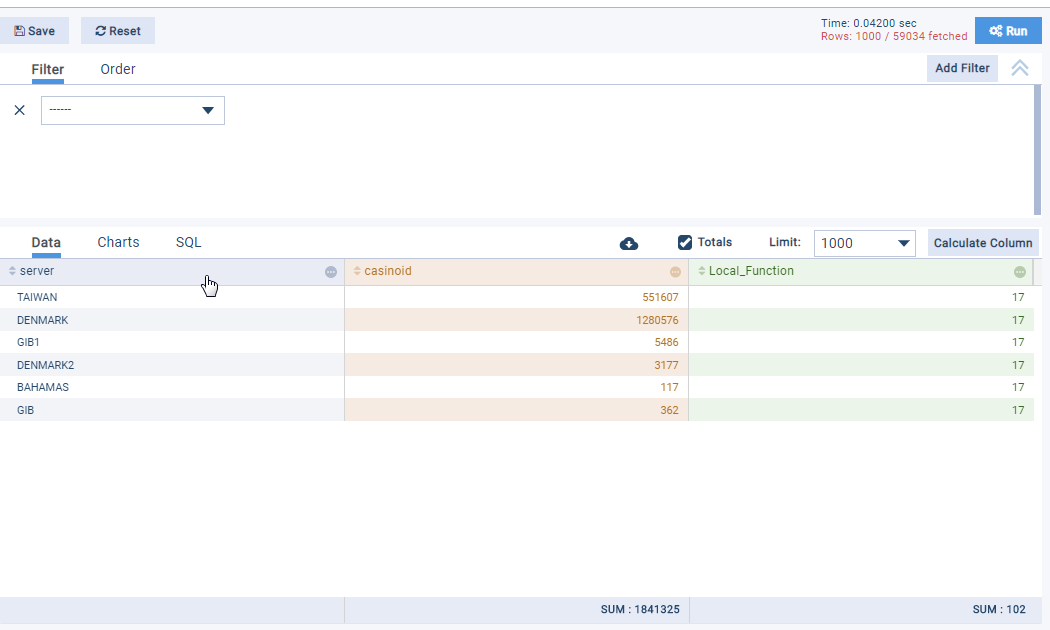 Save Reset Time: 0.04200 sec
Rows: 1000 / 59034 fetched Run
Filter Order Add Filter
------
Data Charts SQL Totals Limit: 1000 Calculate Column
server casinoid Local_Function
TAIWAN 551607 17
DENMARK 1280576 17
GIB1 5486 17
DENMARK2 3177 17
BAHAMAS 117 17
GIB 362 17
SUM : 1841325 SUM : 102